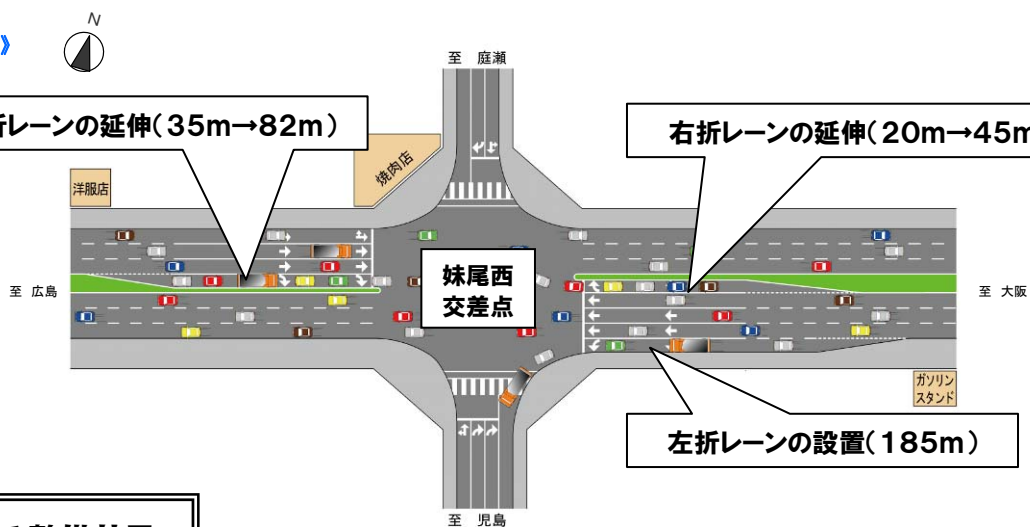 N
》
折レーンの延伸(35m→82m)
至 庭瀬
右折レーンの延伸(20m→45m
洋服店
焼肉店
至 広島
妹尾西
交差点
至 大阪
ガソリン
スタンド
左折レーンの設置(185m)
至 児島